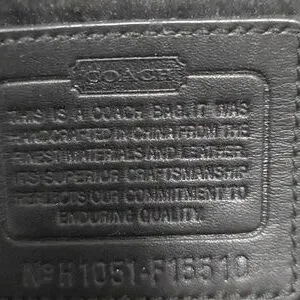 COACH
THIS IS A COACH BAG. IT WAS
HANDCRAFTED IN CHINA FROM THE
FINEST MATERIALS AND LEATHER.
ITS SUPERIOR CRAFTSMANSHIP
REFLECTS OUR COMMITMENT TO
ENDURING QUALITY.
Nº H1051-F15510